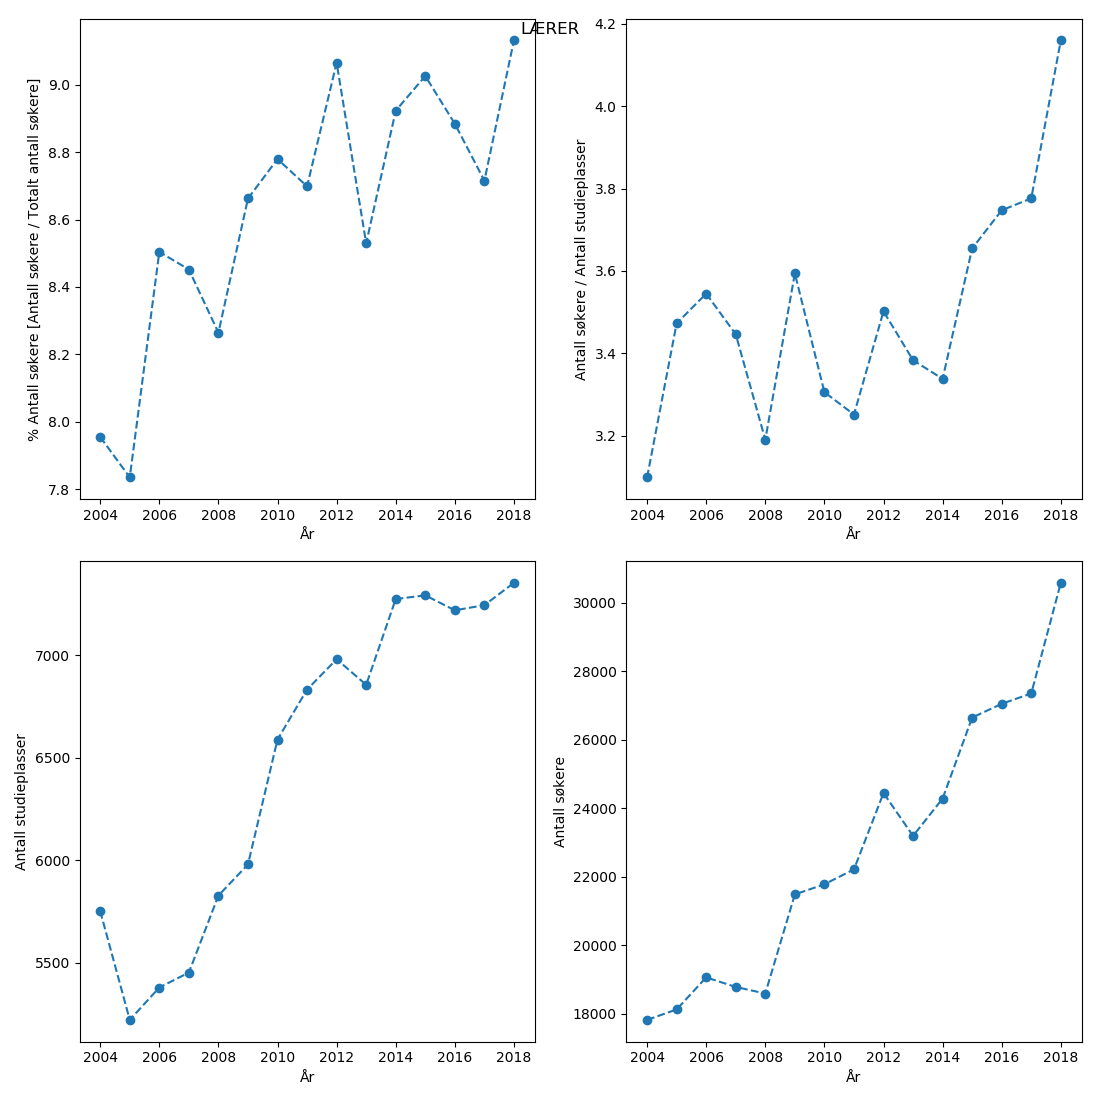 LÆRER
% Antall søkere [Antall søkere / Totalt antall søkere]
9.0
8.8
8.6
8.4
8.2
8.0
7.8
2004 2006 2008 2010 2012 2014 2016 2018
År
Antall søkere / Antall studieplasser
4.2
4.0
3.8
3.6
3.4
3.2
2004 2006 2008 2010 2012 2014 2016 2018
År
Antall studieplasser
7000
6500
6000
5500
2004 2006 2008 2010 2012 2014 2016 2018
År
Antall søkere
30000
28000
26000
24000
22000
20000
18000
2004 2006 2008 2010 2012 2014 2016 2018
År